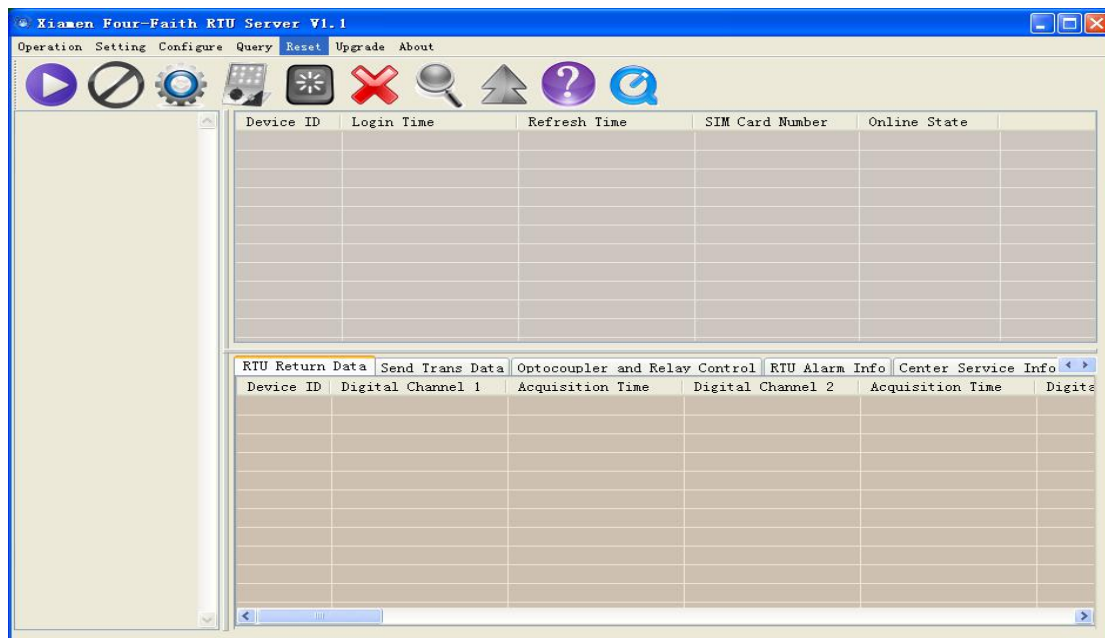 Xiamen Four-Faith RTU Server V1.1
Operation Setting Configure Query Reset Upgrade About
Device ID Login Time Refresh Time SIM Card Number Online State
RTU Return Data Send Trans Data Optocoupler and Relay Control RTU Alarm Info Center Service Info
Device ID Digital Channel 1 Acquisition Time Digital Channel 2 Acquisition Time Digita